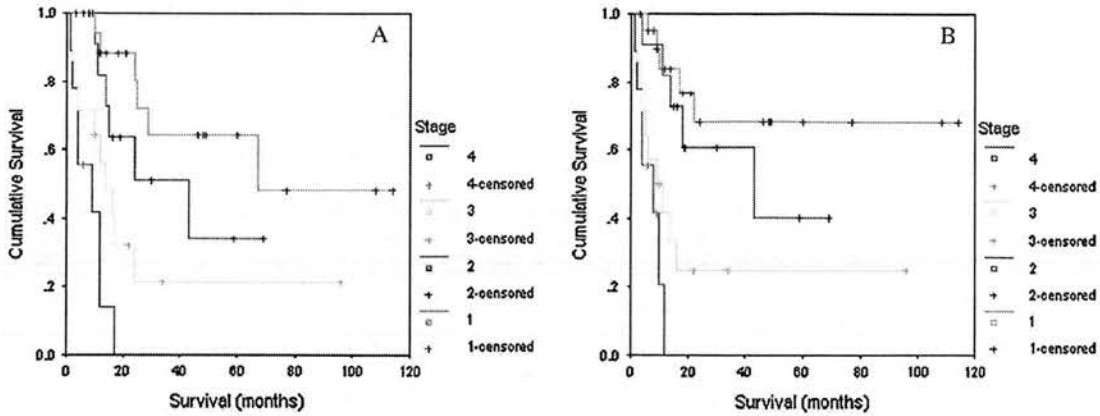 A
Cumulative Survival
1.0
.8
.6
.4
.2
0.0
0
20
40
60
80
100
120
Survival (months)
Stage
4
4-censored
3
3-censored
2
2-censored
1
1-censored
B
Cumulative Survival
1.0
.8
.6
.4
.2
0.0
0
20
40
60
80
100
120
Survival (months)
Stage
4
4-censored
3
3-censored
2
2-censored
1
1-censored